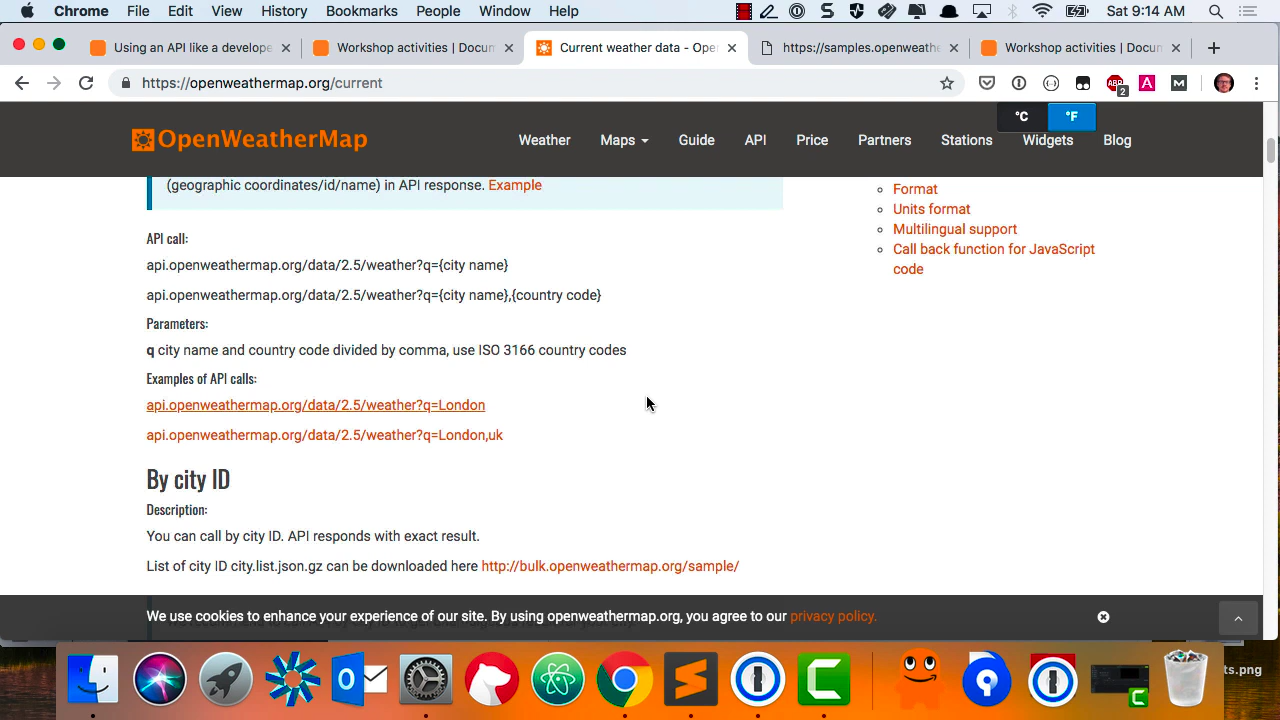 Chrome File Edit View History Bookmarks People Window Help Sat 9:14 AM
Using an API like a develope
Workshop activities | Docum
Current weather data - Open
https://samples.openweathe
Workshop activities | Docum
https://openweathermap.org/current
ABP 2
OpenWeatherMap
Weather Maps Guide API Price Partners Stations Widgets Blog
°C °F
(geographic coordinates/id/name) in API response. Example
API call:
api.openweathermap.org/data/2.5/weather?q={city name}
api.openweathermap.org/data/2.5/weather?q={city name},{country code}
Parameters:
q city name and country code divided by comma, use ISO 3166 country codes
Examples of API calls:
api.openweathermap.org/data/2.5/weather?q=London
api.openweathermap.org/data/2.5/weather?q=London,uk
By city ID
Description:
You can call by city ID. API responds with exact result.
List of city ID city.list.json.gz can be downloaded here http://bulk.openweathermap.org/sample/
Format
Units format
Multilingual support
Call back function for JavaScript
code
We use cookies to enhance your experience of our site. By using openweathermap.org, you agree to our privacy policy.
ts.png